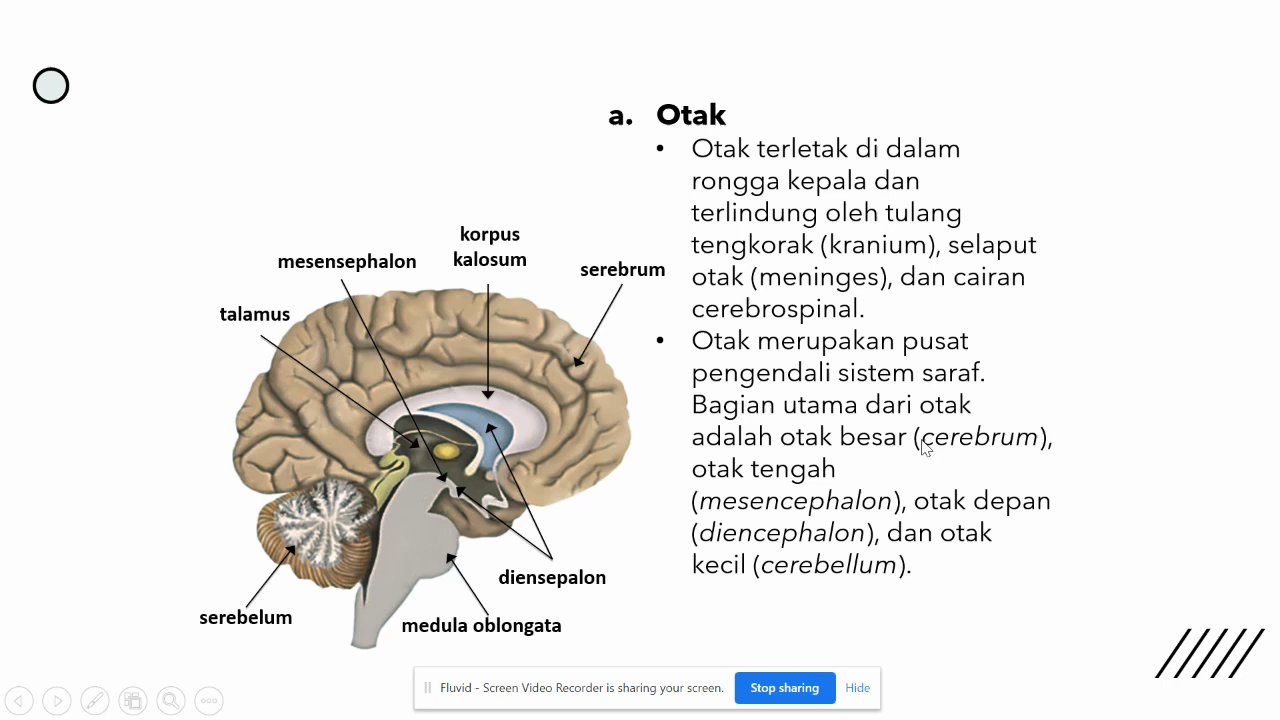 a. Otak
• Otak terletak di dalam
rongga kepala dan
terlindung oleh tulang
tengkorak (kranium), selaput
otak (meninges), dan cairan
cerebrospinal.
• Otak merupakan pusat
pengendali sistem saraf.
Bagian utama dari otak
adalah otak besar (cerebrum),
otak tengah
(mesencephalon), otak depan
(diencephalon), dan otak
kecil (cerebellum).
korpus
kalosum
mesensephalon
serebrum
talamus
diensepalon
serebelum
medula oblongata
Fluvid - Screen Video Recorder is sharing your screen.
Stop sharing
Hide